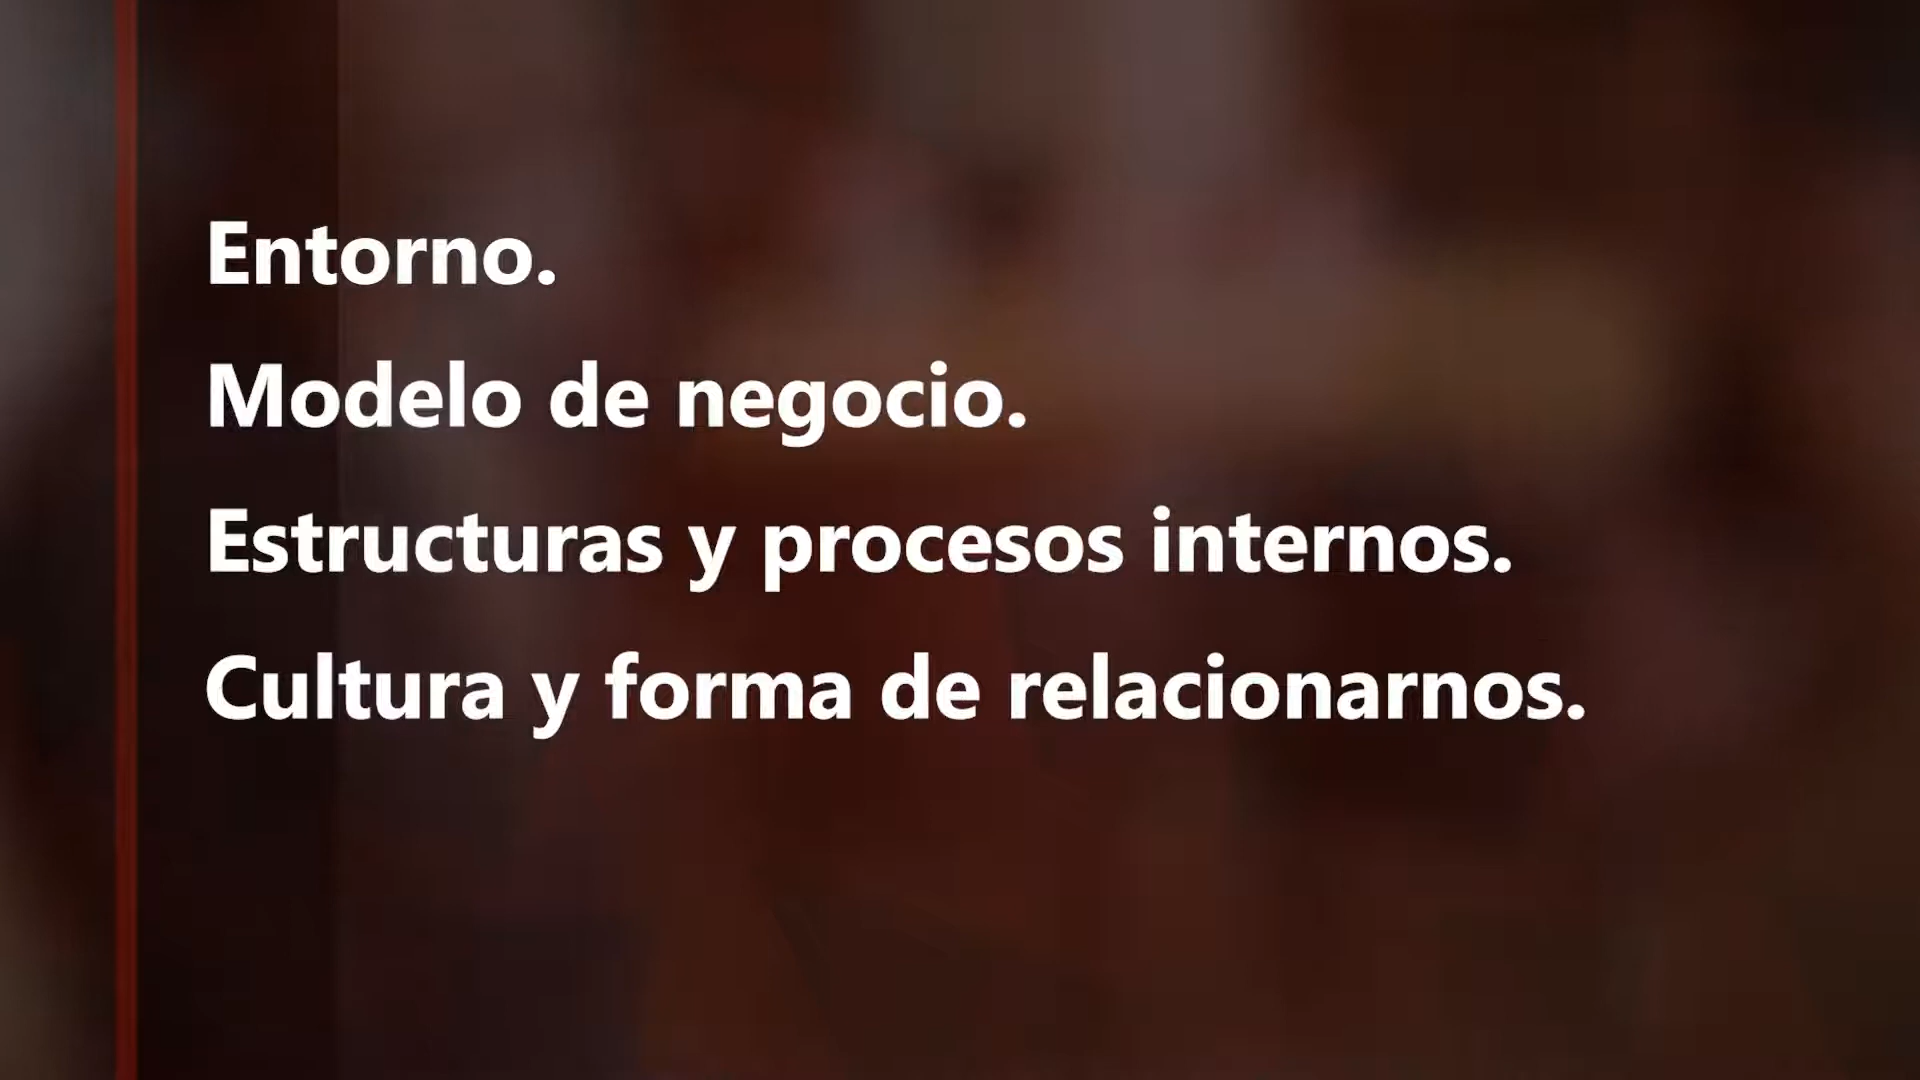 Entorno.
Modelo de negocio.
Estructuras y procesos internos.
Cultura y forma de relacionarnos.